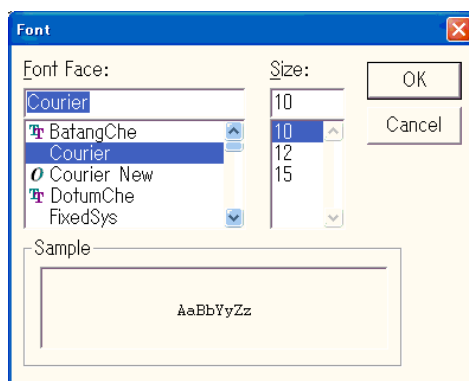 Font
Font Face:
Size:
OK
Courier
10
Cancel
BatangChe
10
Courier
12
Courier New
15
DotumChe
FixedSys
Sample
AaBbYyZz